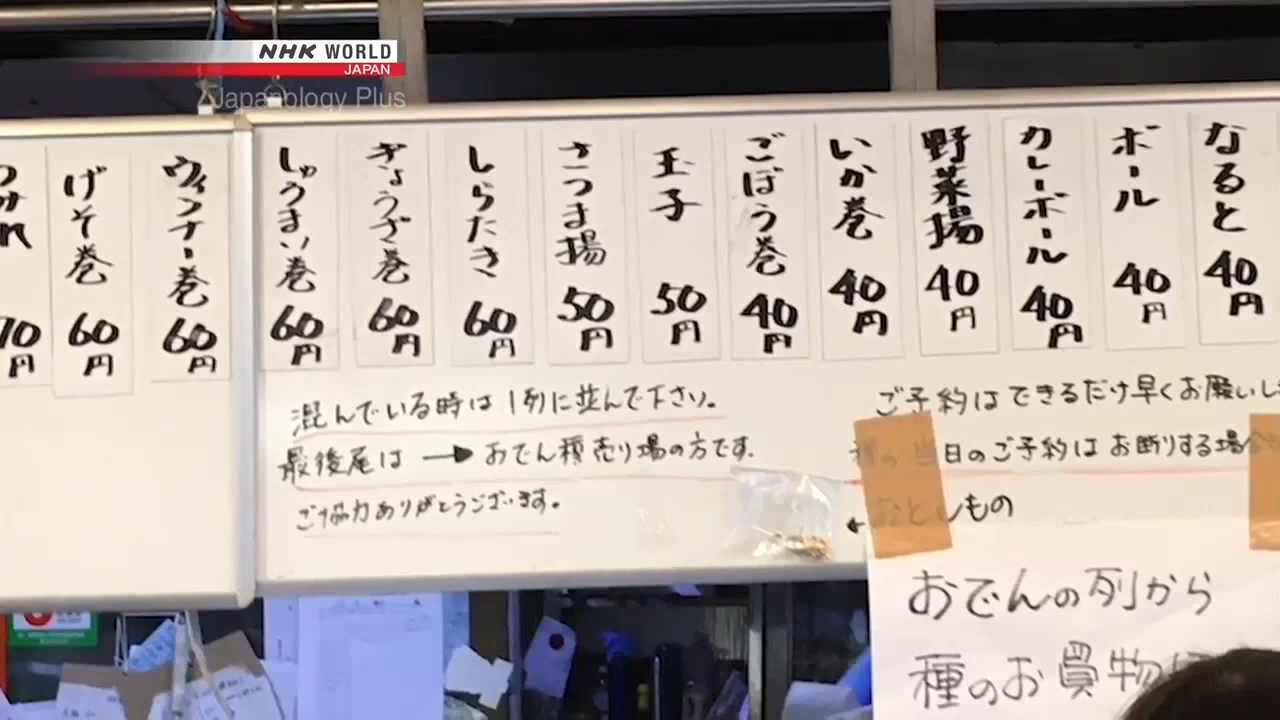 NHK WORLD
JAPAN
Japanology Plus
なると 40円
ボール 40円
カレーボール 40円
野菜揚 40円
いか巻 40円
ごぼう巻 40円
玉子 50円
さつま揚 50円
しらたき 60円
ぎょうざ巻 60円
しゅうまい巻 60円
ウィンナー巻 60円
げそ巻 60円
70円
混んでいる時は1列に並んで下さい。
最後尾は → おでん種売り場の方です。
ご協力ありがとうございます。
ご予約はできるだけ早くお願いし
当日のご予約はお断りする場合
← おとしもの
おでんの列から
種のお買物